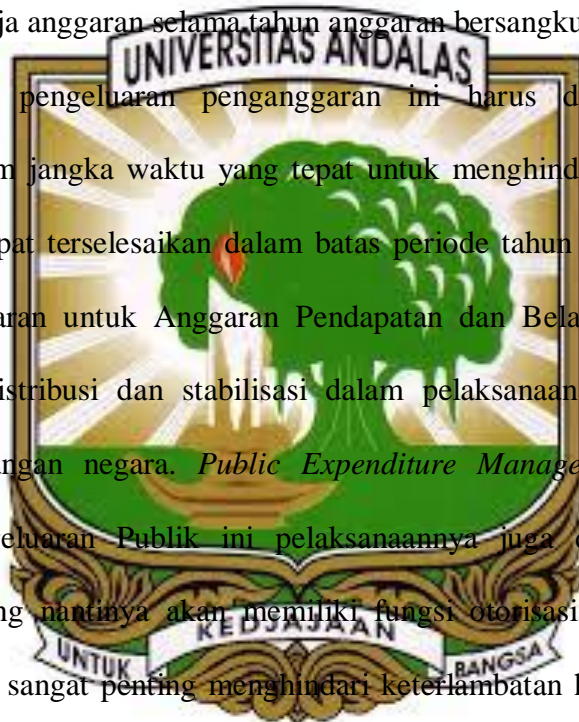 ja anggaran selama tahun anggaran bersangku
UNIVERSITAS ANDALAS
pengeluaran penganggaran ini harus d
m jangka waktu yang tepat untuk menghind
pat terselesaikan dalam batas periode tahun
aran untuk Anggaran Pendapatan dan Bela
istribusi dan stabilisasi dalam pelaksanaan
ngan negara. Public Expenditure Manage
eluaran Publik ini pelaksanaannya juga
ng nantinya akan memiliki fungsi otorisasi
KEDJAJAAN
UNTUK BANGSA
sangat penting menghindari keterlambatan